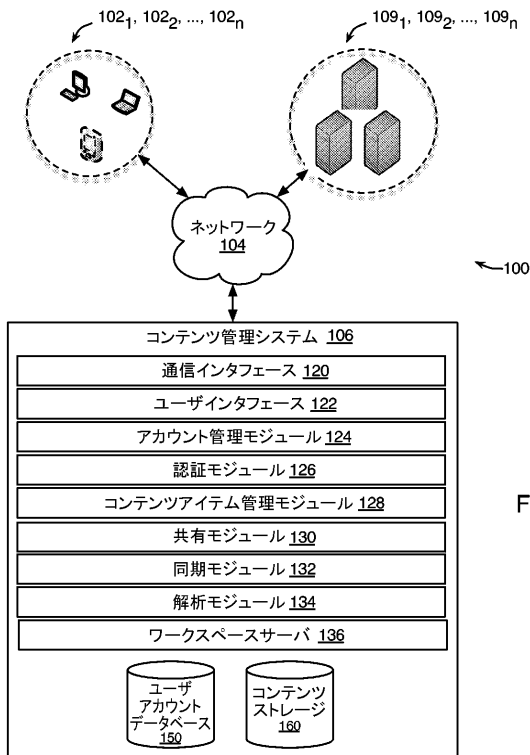 102₁, 102₂, ..., 102ₙ
109₁, 109₂, ..., 109ₙ
ネットワーク
104
100
コンテンツ管理システム 106
通信インタフェース 120
ユーザインタフェース 122
アカウント管理モジュール 124
認証モジュール 126
コンテンツアイテム管理モジュール 128
共有モジュール 130
同期モジュール 132
解析モジュール 134
ワークスペースサーバ 136
ユーザ
アカウント
データベース
150
コンテンツ
ストレージ
160
F